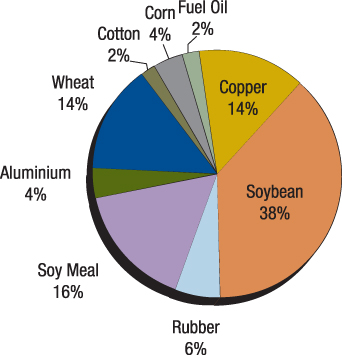 Fuel Oil
2%
Corn
4%
Cotton
2%
Copper
14%
Wheat
14%
Soybean
38%
Aluminium
4%
Soy Meal
16%
Rubber
6%